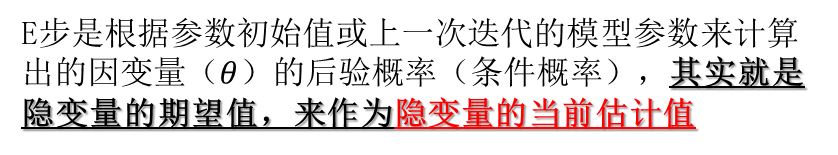 E步是根据参数初始值或上一次迭代的模型参数来计算
出的因变量（θ）的后验概率（条件概率），其实就是
隐变量的期望值，来作为隐变量的当前估计值